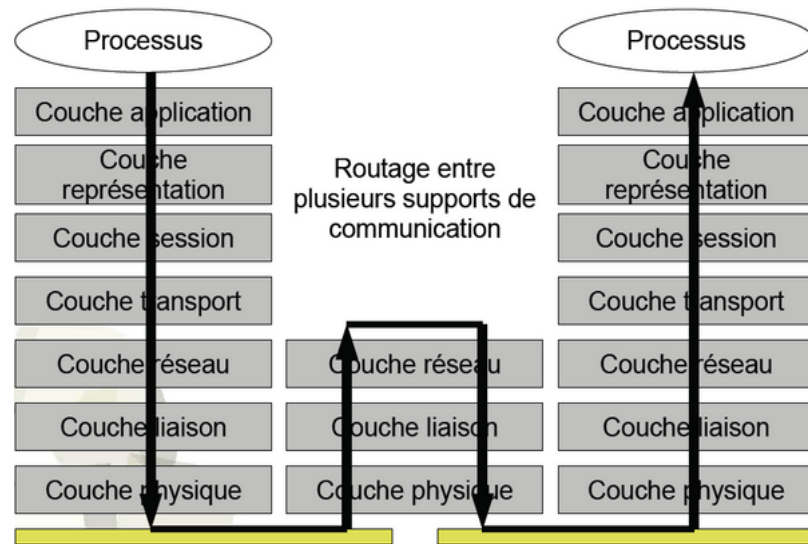 Processus
Couche application
Couche
représentation
Couche session
Couche transport
Couche réseau
Couche liaison
Couche physique
Routage entre
plusieurs supports de
communication
Couche réseau
Couche liaison
Couche physique
Processus
Couche application
Couche
représentation
Couche session
Couche transport
Couche réseau
Couche liaison
Couche physique